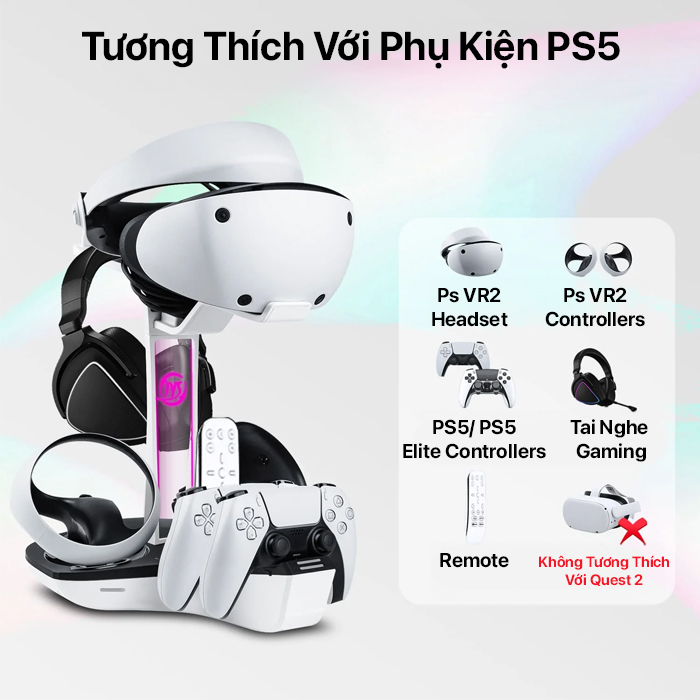 Tương Thích Với Phụ Kiện PS5
Ps VR2
Headset
Ps VR2
Controllers
PS5/ PS5
Elite Controllers
Tai Nghe
Gaming
Remote
Không Tương Thích
Với Quest 2